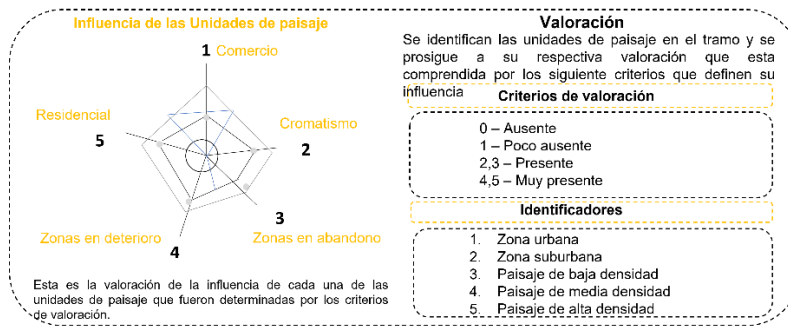 Influencia de las Unidades de paisaje
1 Comercio
Residencial
5
Cromatismo
2
3
Zonas en deterioro
Zonas en abandono
4
Esta es la valoración de la influencia de cada una de las
unidades de paisaje que fueron determinadas por los criterios
de valoración.
Valoración
Se identifican las unidades de paisaje en el tramo y se
prosigue a su respectiva valoración que esta
comprendida por los siguiente criterios que definen su
influencia
Criterios de valoración
0 – Ausente
1 – Poco ausente
2,3 – Presente
4,5 – Muy presente
Identificadores
1. Zona urbana
2. Zona suburbana
3. Paisaje de baja densidad
4. Paisaje de media densidad
5. Paisaje de alta densidad